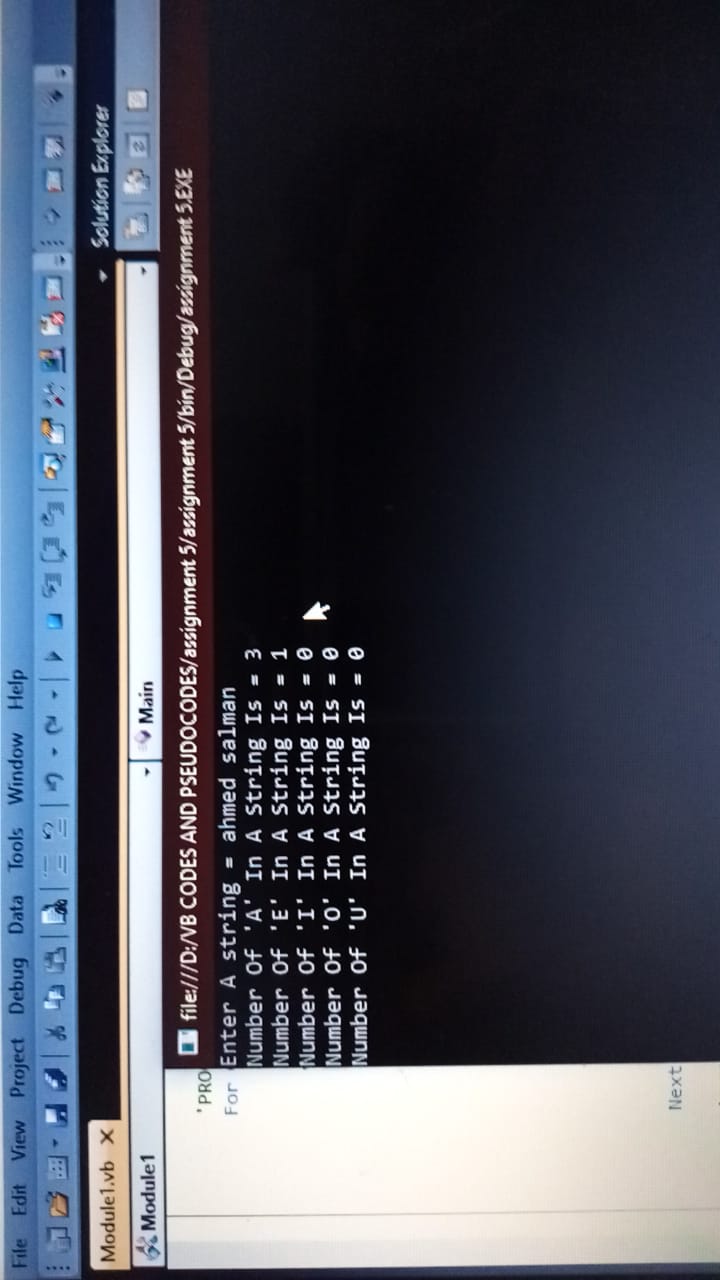 File Edit View Project Debug Data Tools Window Help
Module1.vb X
Solution Explorer
Module1
Main
file:///D:/VB CODES AND PSEUDOCODES/assignment 5/assignment 5/bin/Debug/assignment 5.EXE
'PRO
For
Enter A string = ahmed salman
Number Of 'A' In A String Is = 3
Number Of 'E' In A String Is = 1
Number Of 'I' In A String Is = 0
Number Of 'O' In A String Is = 0
Number Of 'U' In A String Is = 0
Next